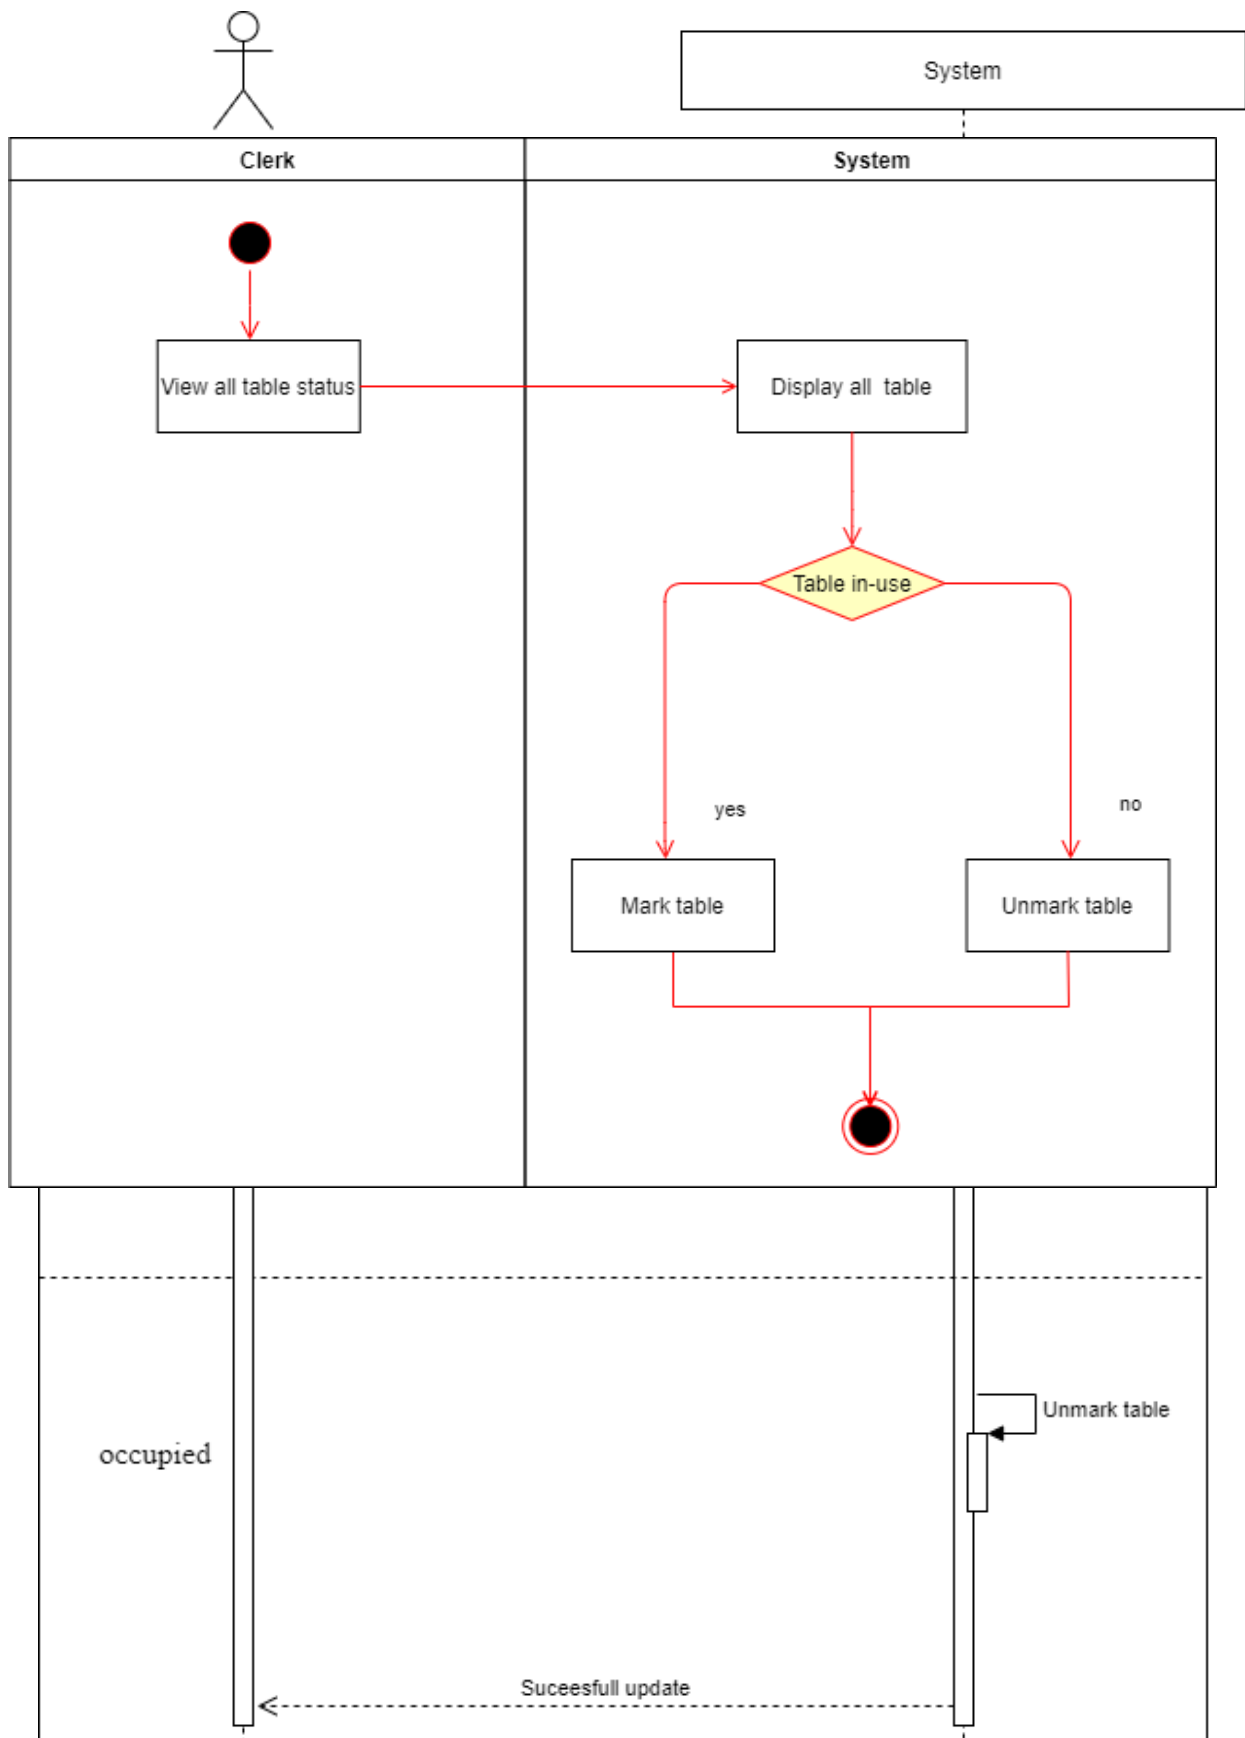 System
Clerk
System
View all table status
Display all table
Table in-use
yes
no
Mark table
Unmark table
Unmark table
occupied
Suceesfull update